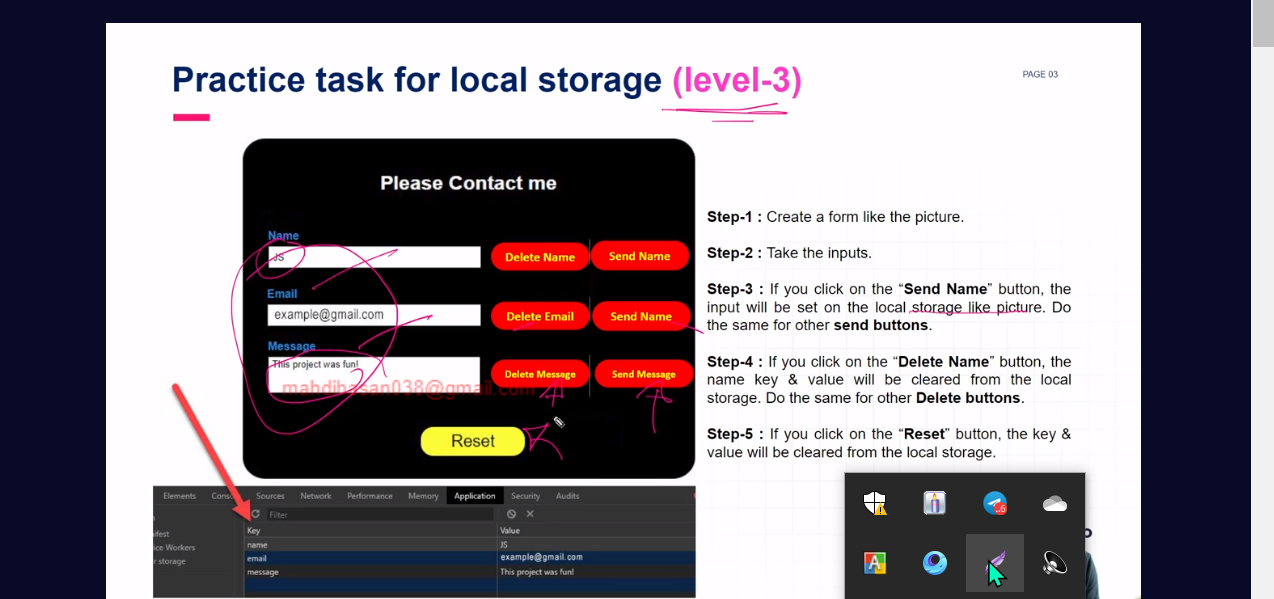 Practice task for local storage (level-3)
PAGE 03
Please Contact me
Name
JS
Delete Name
Send Name
Email
example@gmail.com
Delete Email
Send Name
Message
This project was fun!
mahdihasan038@gmail.com
Delete Message
Send Message
Reset
Step-1 : Create a form like the picture.
Step-2 : Take the inputs.
Step-3 : If you click on the “Send Name” button, the
input will be set on the local storage like picture. Do
the same for other send buttons.
Step-4 : If you click on the “Delete Name” button, the
name key & value will be cleared from the local
storage. Do the same for other Delete buttons.
Step-5 : If you click on the “Reset” button, the key &
value will be cleared from the local storage.
Elements Sources Network Performance Memory Application Security Audits
Filter
Key Value
name JS
email example@gmail.com
message This project was fun!
ifest
ice Workers
r storage
A